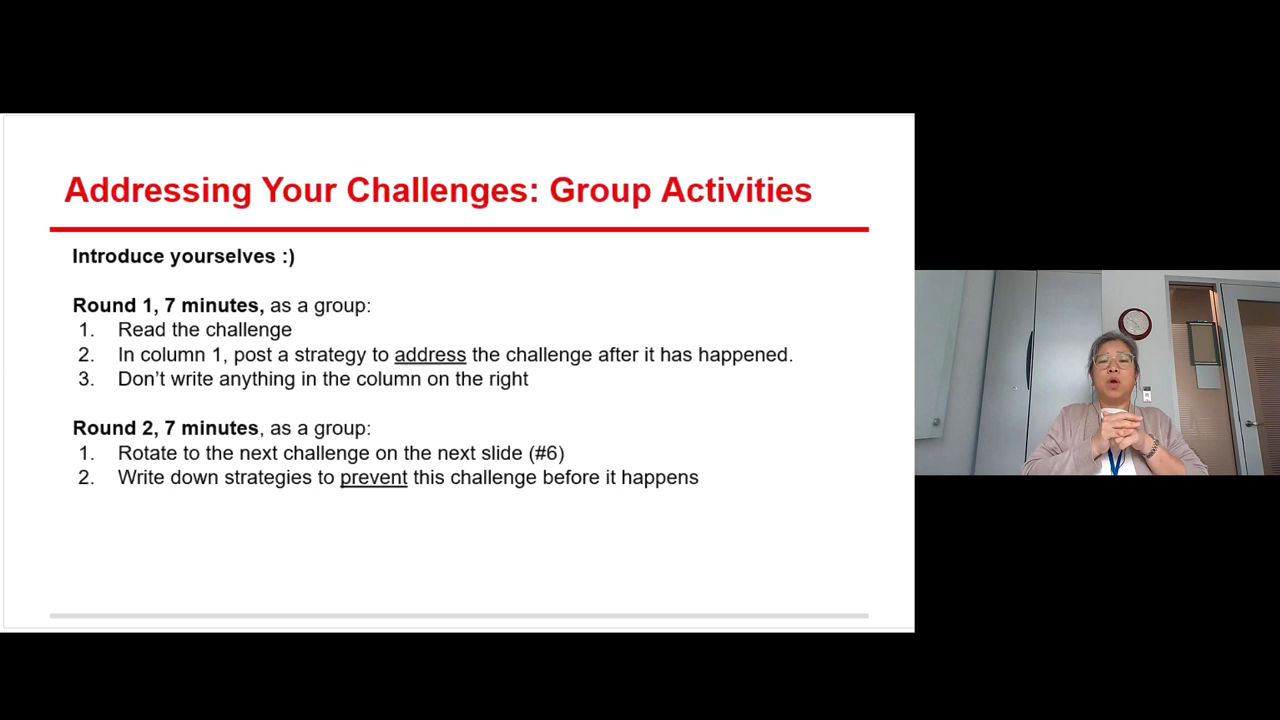 Addressing Your Challenges: Group Activities
Introduce yourselves :)
Round 1, 7 minutes, as a group:
1. Read the challenge
2. In column 1, post a strategy to address the challenge after it has happened.
3. Don’t write anything in the column on the right
Round 2, 7 minutes, as a group:
1. Rotate to the next challenge on the next slide (#6)
2. Write down strategies to prevent this challenge before it happens